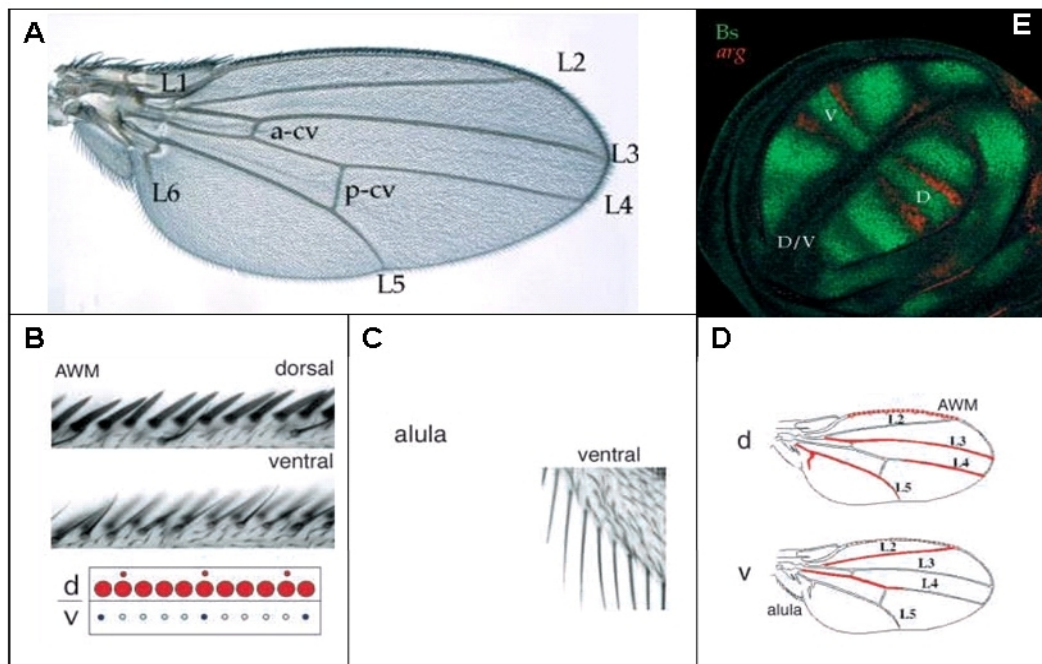 A
L1
L2
a-cv
L3
p-cv
L4
L6
L5
Bs
arg
E
V
D
D/V
B
AWM
dorsal
ventral
d
v
C
alula
ventral
D
AWM
L2
d
L3
L4
L5
L2
L3
v
L4
alula
L5